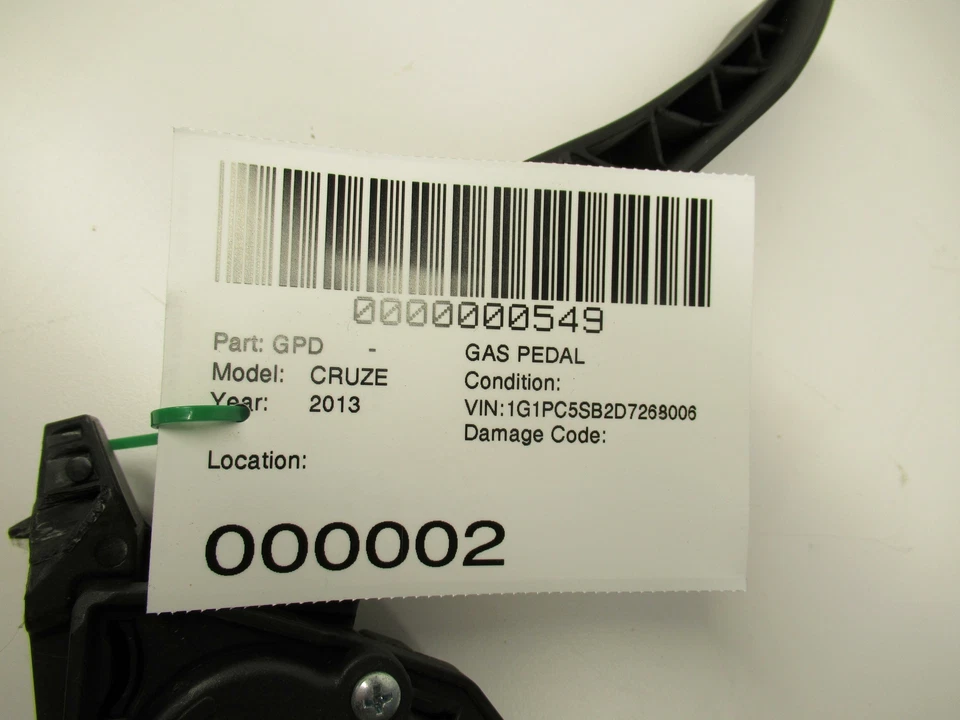 0000000549
Part: GPD - GAS PEDAL
Model: CRUZE Condition:
Year: 2013 VIN:1G1PC5SB2D7268006
Damage Code:
Location:
000002